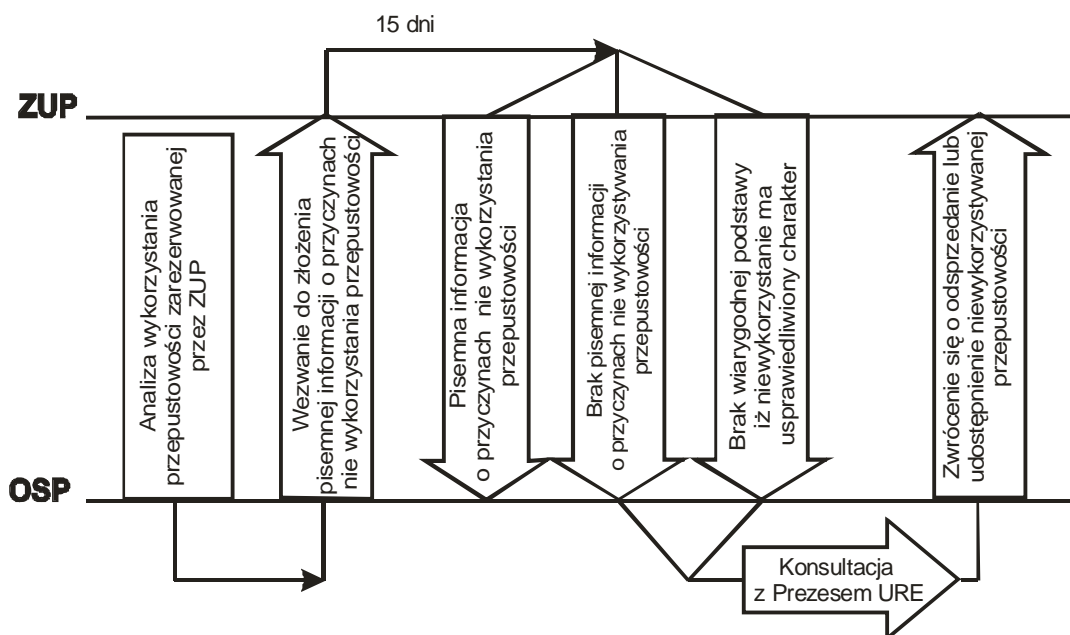 15 dni
ZUP
Analiza wykorzystania
przepustowości zarezerwowanej
przez ZUP
Wezwanie do złożenia
pisemnej informacji o przyczynach
nie wykorzystania przepustowości
Pisemna informacja
o przyczynach nie wykorzystania
przepustowości
Brak pisemnej informacji
o przyczynach nie wykorzystywania
przepustowości
Brak wiarygodnej podstawy
iż niewykorzystanie ma
usprawiedliwiony charakter
Zwrócenie się o odsprzedanie lub
udostępnienie niewykorzystywanej
przepustowości
OSP
Konsultacja
z Prezesem URE